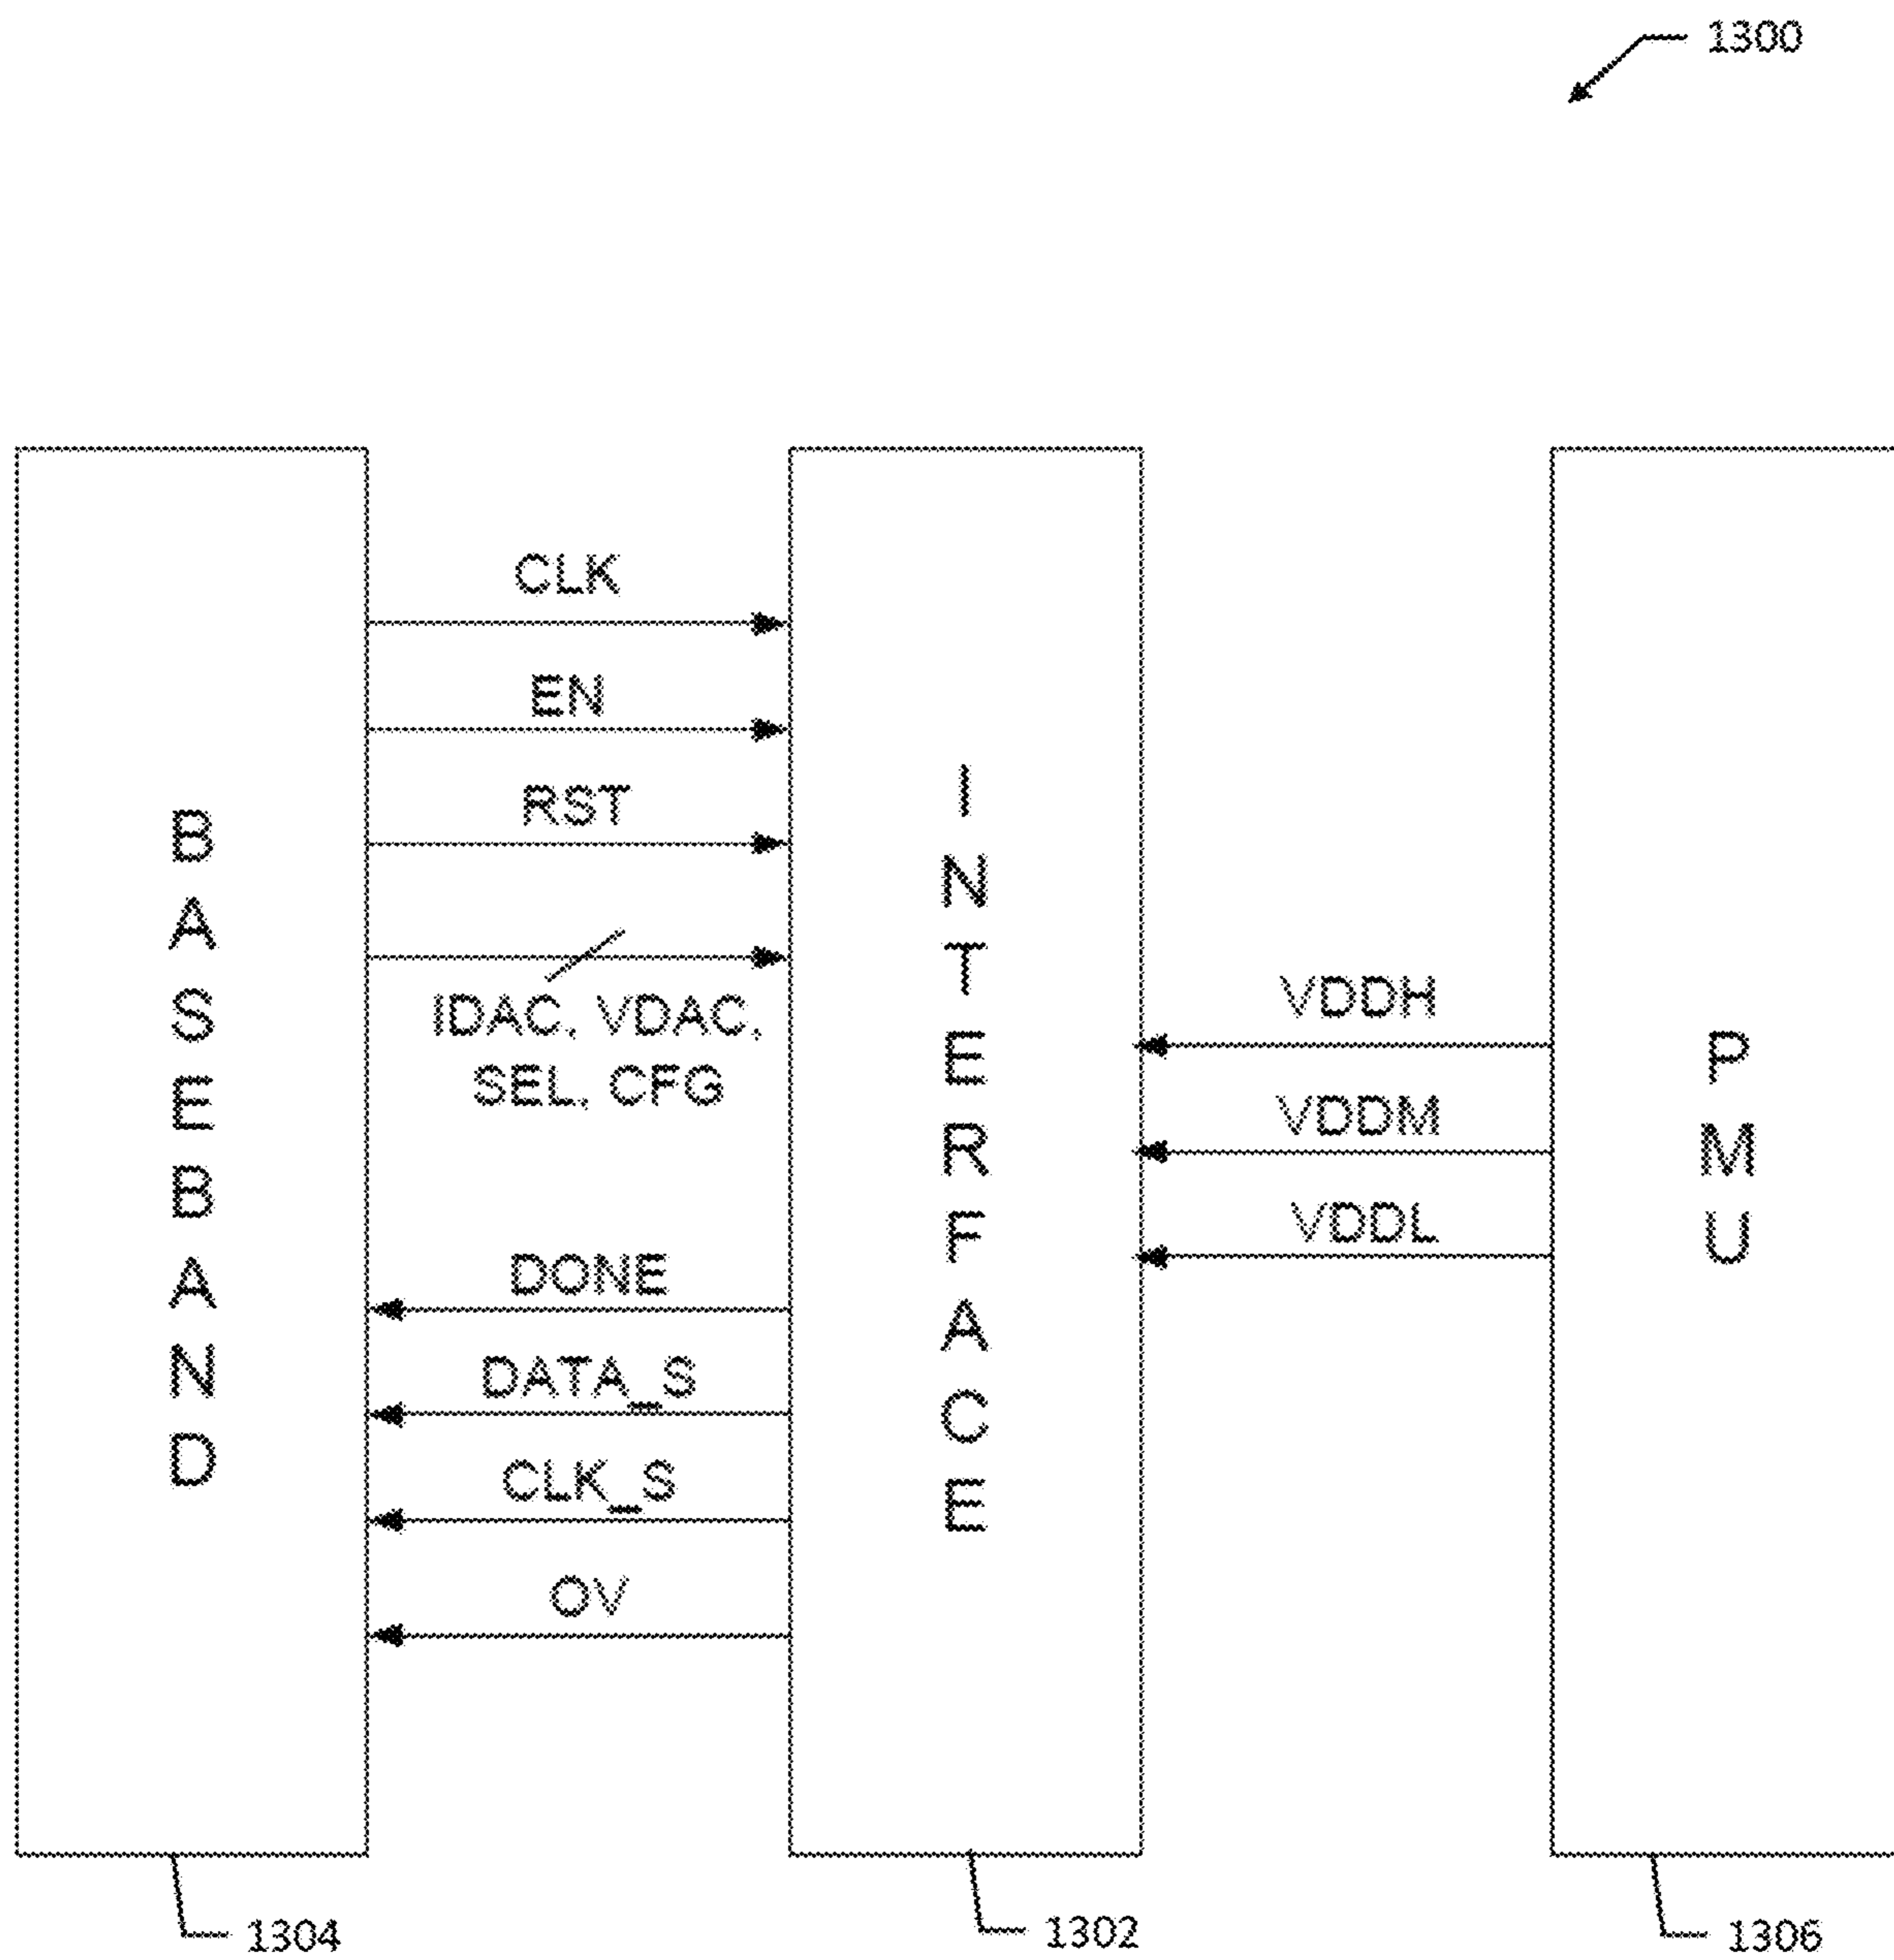 1300
CLK
EN
RST
IDAC, VDAC,
SEL, CFG
DONE
DATA_S
CLK_S
OV
VDDH
VDDM
VDDL
BASEBAND
INTERFACE
PMU
1304
1302
1306